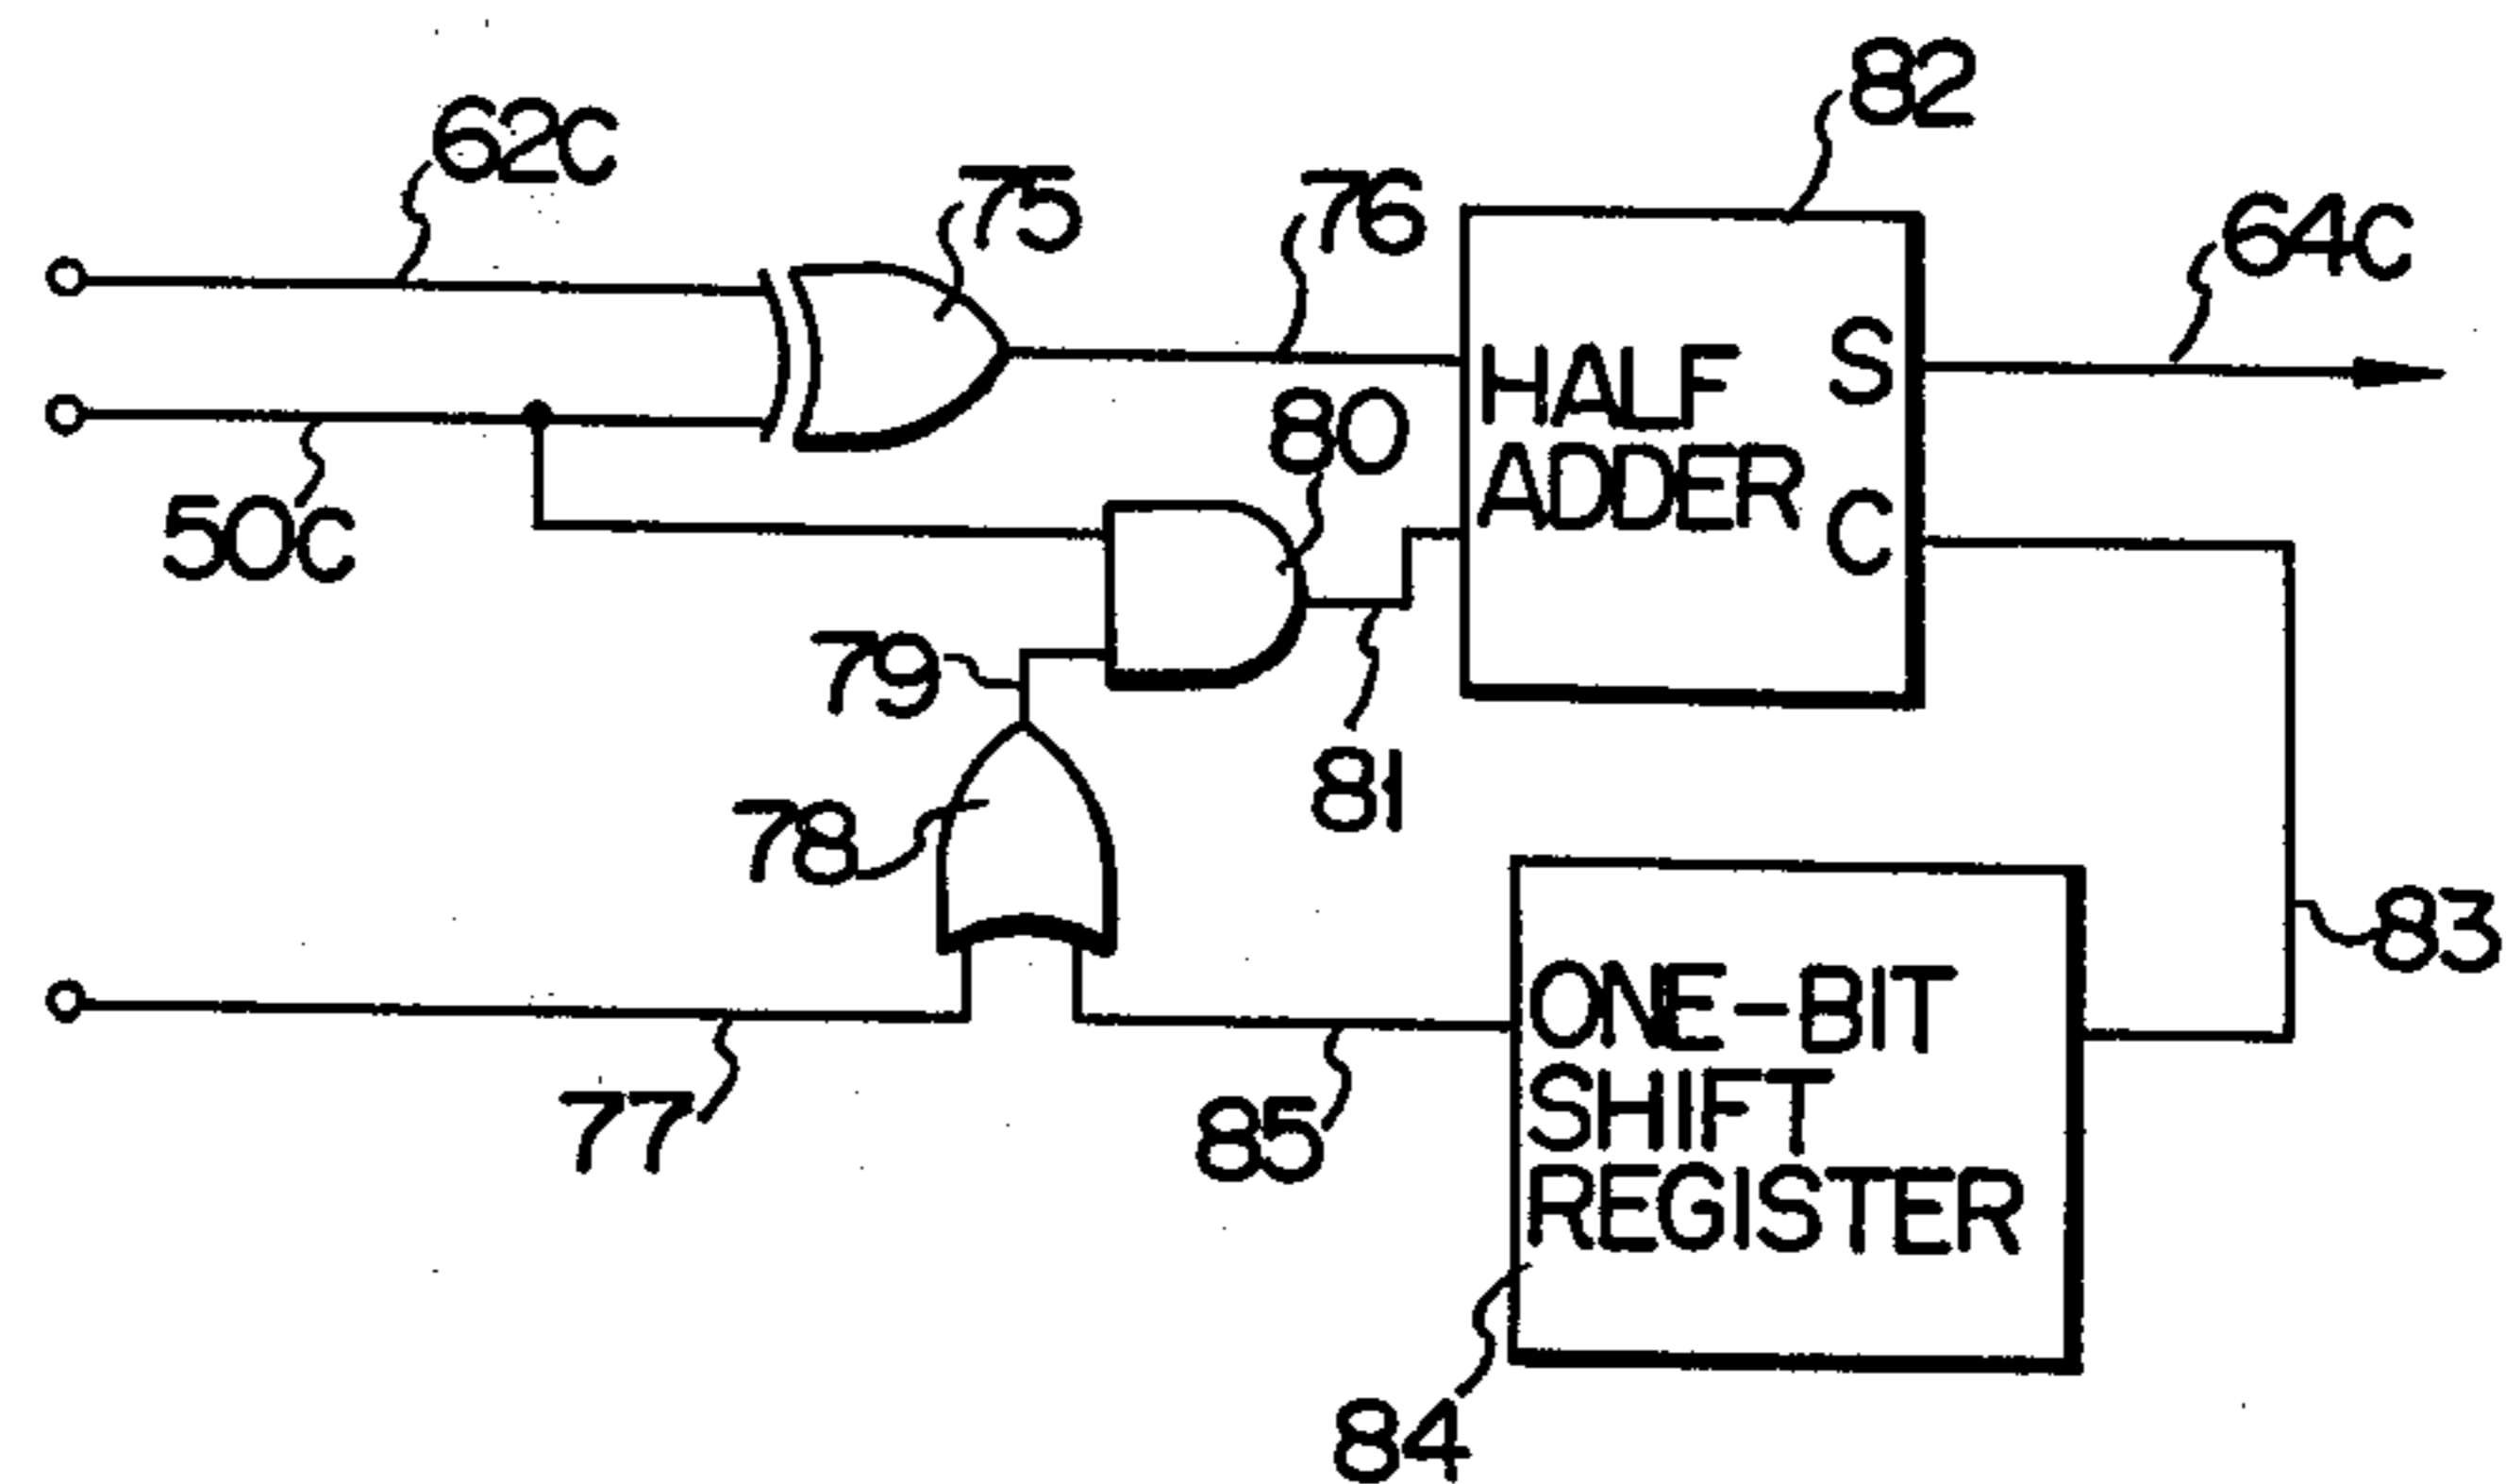 82
62C
75
76
64C
HALF
ADDER
S
C
80
50C
79
81
78
83
ONE-BIT
SHIFT
REGISTER
77
85
84